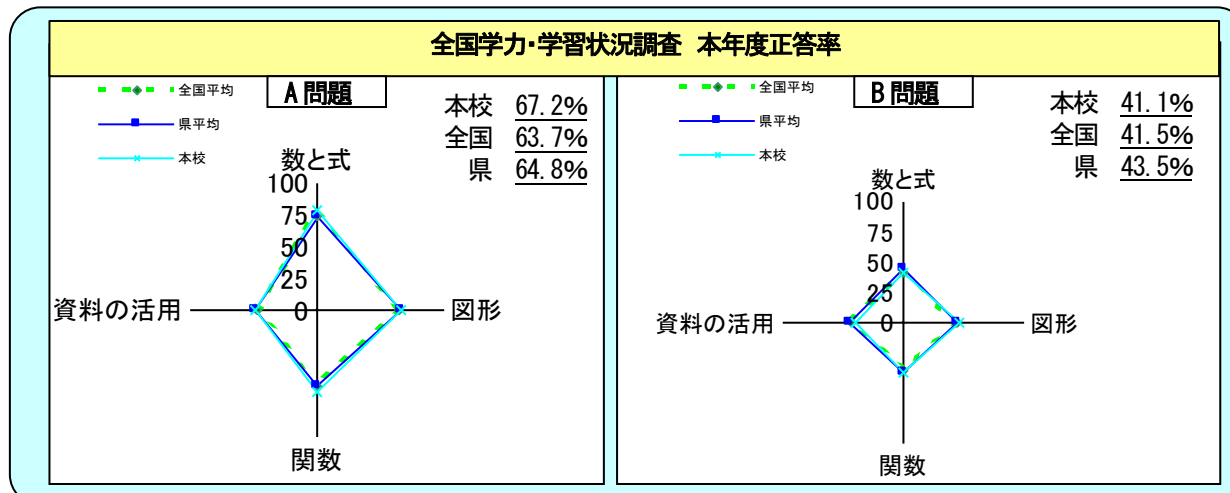 全国学力・学習状況調査 本年度正答率
全国平均
県平均
本校
A問題
本校 67.2%
全国 63.7%
県 64.8%
数と式
100
75
50
25
0
資料の活用
図形
関数
全国平均
県平均
本校
B問題
本校 41.1%
全国 41.5%
県 43.5%
数と式
100
75
50
25
0
資料の活用
図形
関数